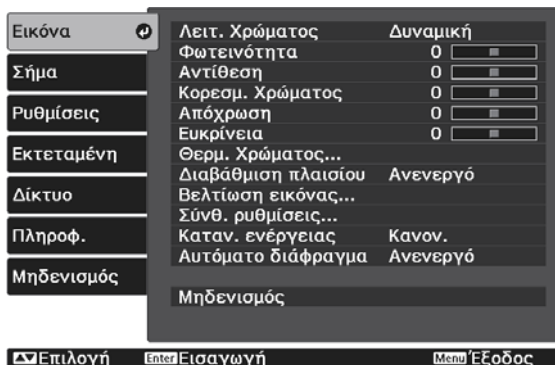 Εικόνα
Σήμα
Ρυθμίσεις
Εκτεταμένη
Δίκτυο
Πληροφ.
Μηδενισμός
Λειτ. Χρώματος Δυναμική
Φωτεινότητα 0
Αντίθεση 0
Κορεσμ. Χρώματος 0
Απόχρωση 0
Ευκρίνεια 0
Θερμ. Χρώματος...
Διαβάθμιση πλαισίου Ανενεργό
Βελτίωση εικόνας...
Σύνθ. ρυθμίσεις...
Καταν. ενέργειας Κανον.
Αυτόματο διάφραγμα Ανενεργό
Μηδενισμός
Επιλογή Enter Εισαγωγή Menu Έξοδος